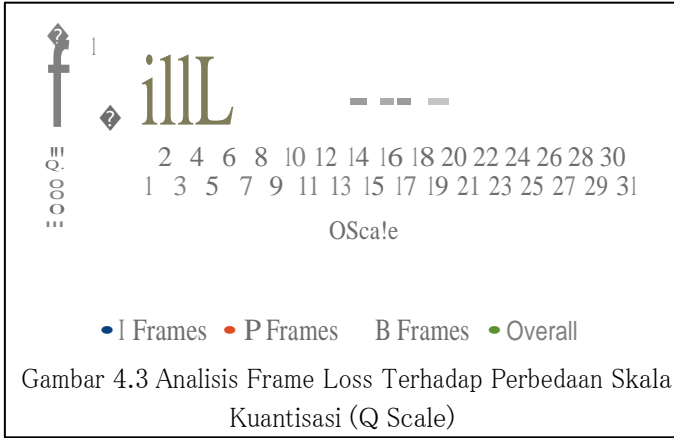 illL
2 4 6 8 10 12 14 16 18 20 22 24 26 28 30
1 3 5 7 9 11 13 15 17 19 21 23 25 27 29 31
OSca!e
• I Frames • P Frames B Frames • Overall
Gambar 4.3 Analisis Frame Loss Terhadap Perbedaan Skala
Kuantisasi (Q Scale)